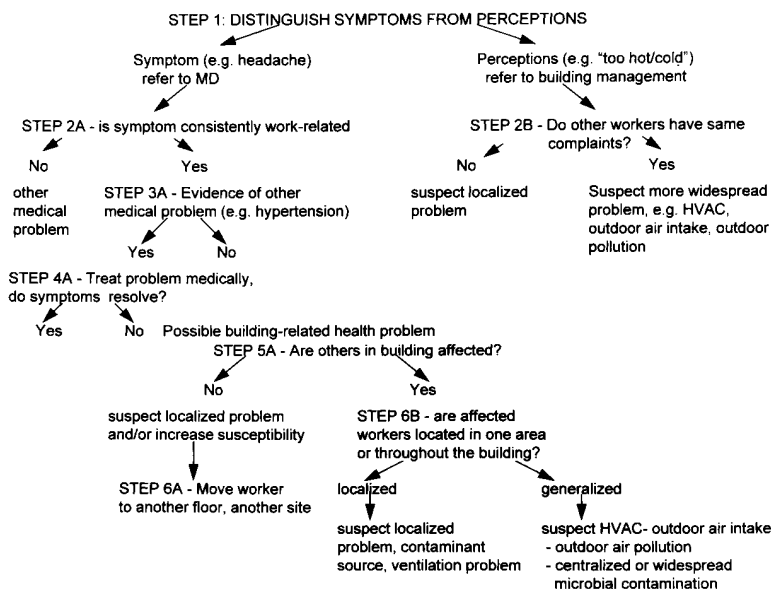 STEP 1: DISTINGUISH SYMPTOMS FROM PERCEPTIONS
Symptom (e.g. headache)
refer to MD
Perceptions (e.g. “too hot/cold”)
refer to building management
STEP 2A - is symptom consistently work-related
STEP 2B - Do other workers have same
complaints?
No
Yes
No
Yes
other
medical
problem
STEP 3A - Evidence of other
medical problem (e.g. hypertension)
suspect localized
problem
Suspect more widespread
problem, e.g. HVAC,
outdoor air intake, outdoor
pollution
Yes
No
STEP 4A - Treat problem medically,
do symptoms resolve?
Yes
No
Possible building-related health problem
STEP 5A - Are others in building affected?
No
Yes
suspect localized problem
and/or increase susceptibility
STEP 6B - are affected
workers located in one area
or throughout the building?
STEP 6A - Move worker
to another floor, another site
localized
generalized
suspect localized
problem, contaminant
source, ventilation problem
suspect HVAC- outdoor air intake
- outdoor air pollution
- centralized or widespread
microbial contamination